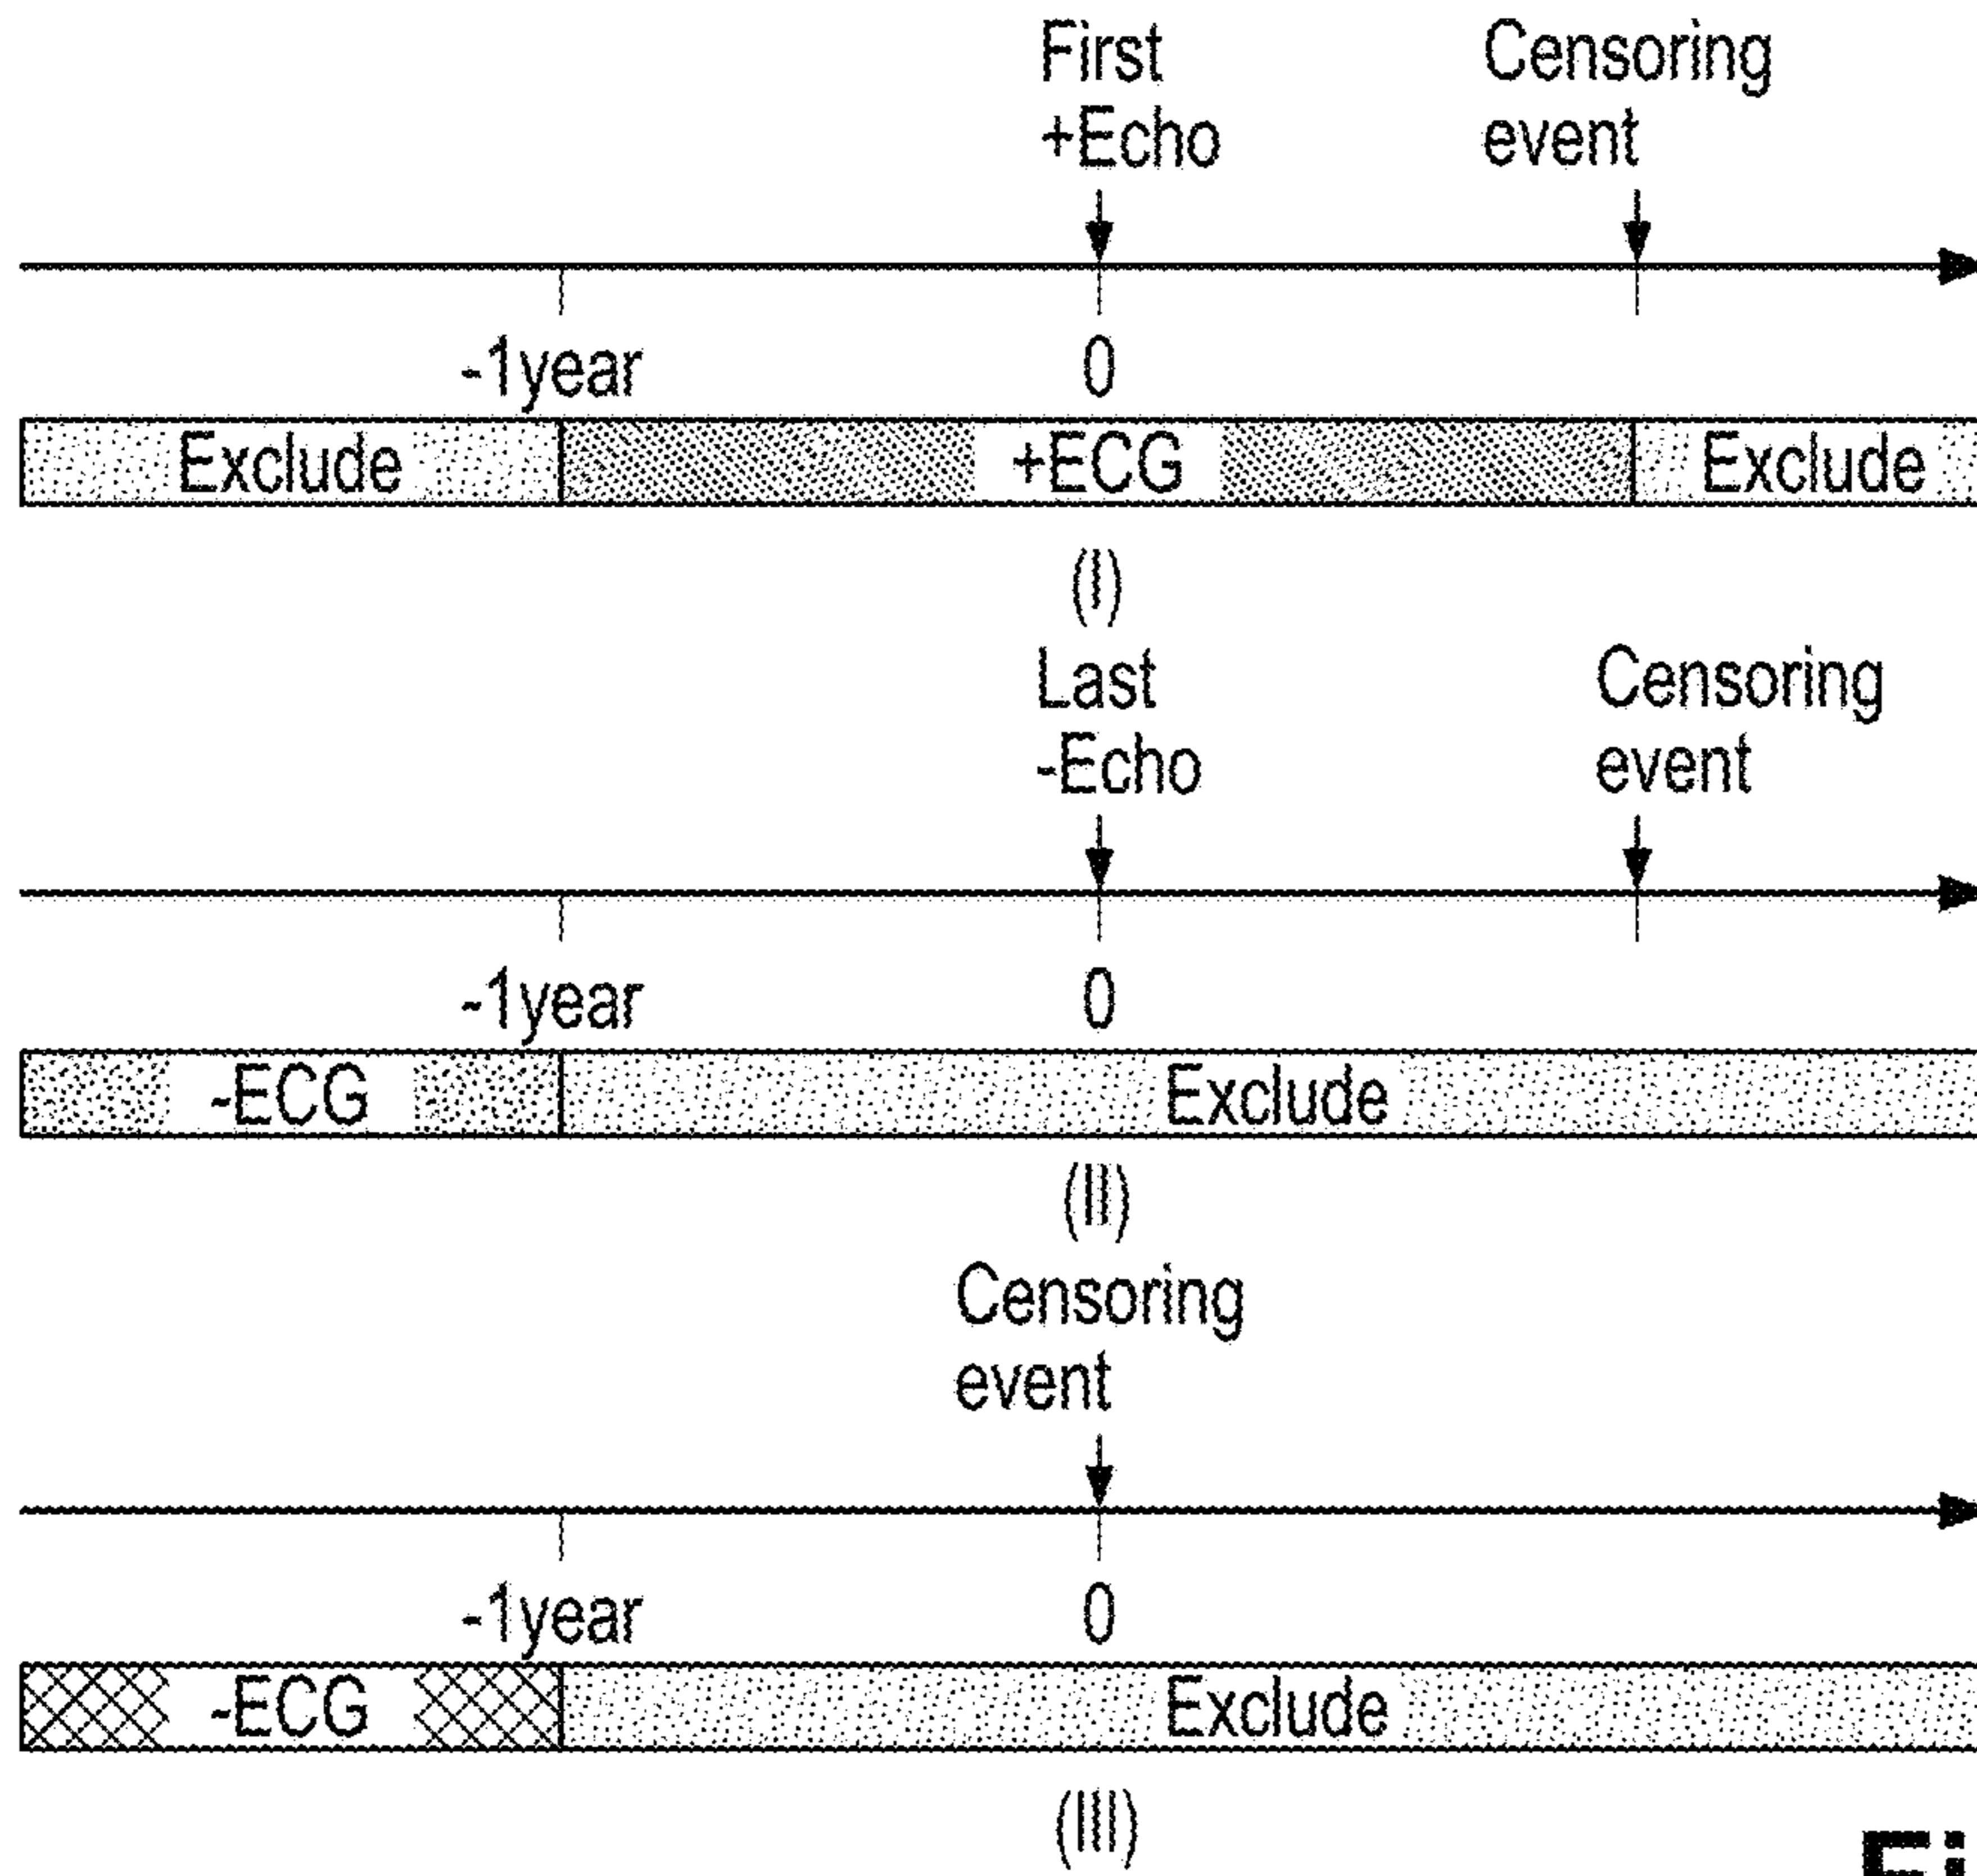 First
+Echo
Censoring
event
-1year
0
Exclude
+ECG
Exclude
(I)
Last
-Echo
Censoring
event
-1year
0
-ECG
Exclude
(II)
Censoring
event
-1year
0
-ECG
Exclude
(III)